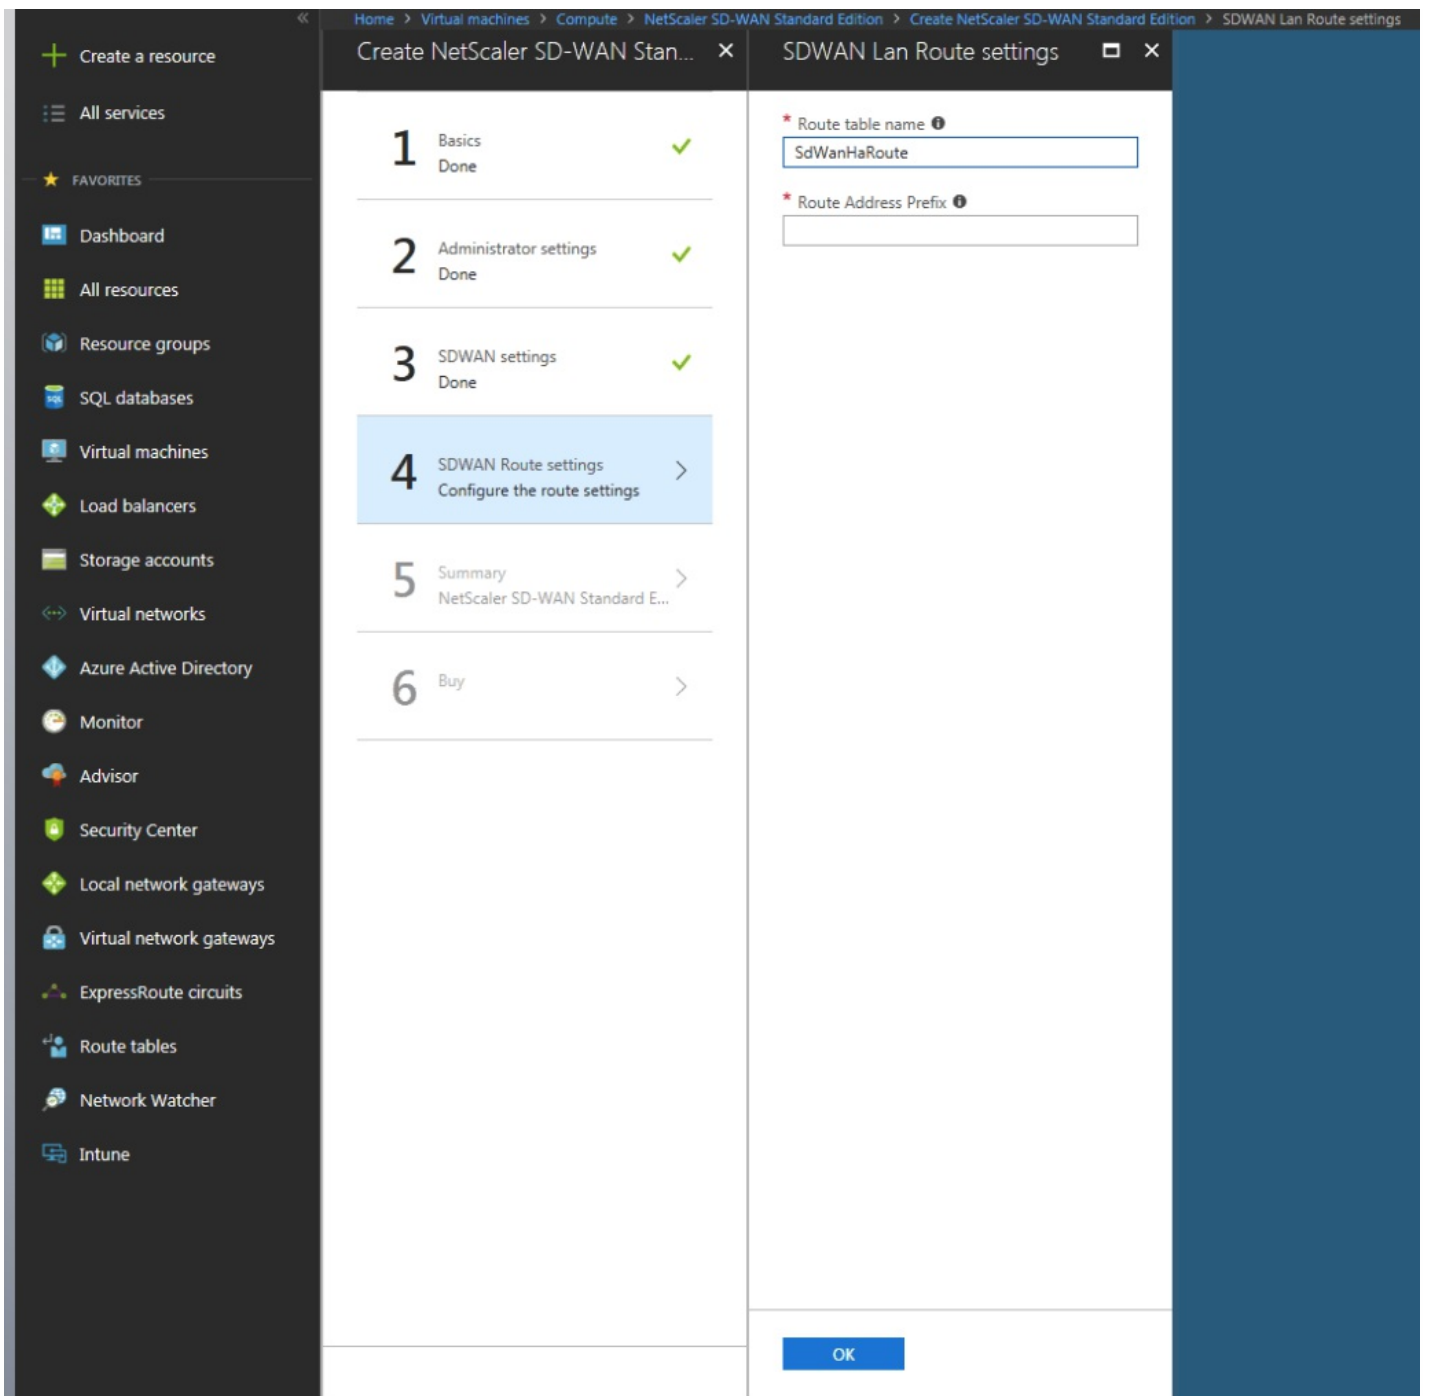 Home > Virtual machines > Compute > NetScaler SD-WAN Standard Edition > Create NetScaler SD-WAN Standard Edition > SDWAN Lan Route settings
Create a resource
All services
FAVORITES
Dashboard
All resources
Resource groups
SQL databases
Virtual machines
Load balancers
Storage accounts
Virtual networks
Azure Active Directory
Monitor
Advisor
Security Center
Local network gateways
Virtual network gateways
ExpressRoute circuits
Route tables
Network Watcher
Intune
Create NetScaler SD-WAN Stan...
1
Basics
Done
2
Administrator settings
Done
3
SDWAN settings
Done
4
SDWAN Route settings
Configure the route settings
5
Summary
NetScaler SD-WAN Standard E...
6
Buy
SDWAN Lan Route settings
* Route table name
SdWanHaRoute
* Route Address Prefix
OK